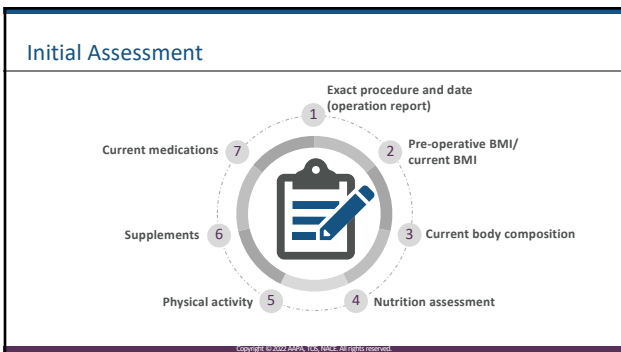 Initial Assessment
1
Exact procedure and date
(operation report)
2
Pre-operative BMI/
current BMI
3
Current body composition
4
Nutrition assessment
5
Physical activity
6
Supplements
7
Current medications
Copyright © 2022 AAPA, TOS, NACE. All rights reserved.